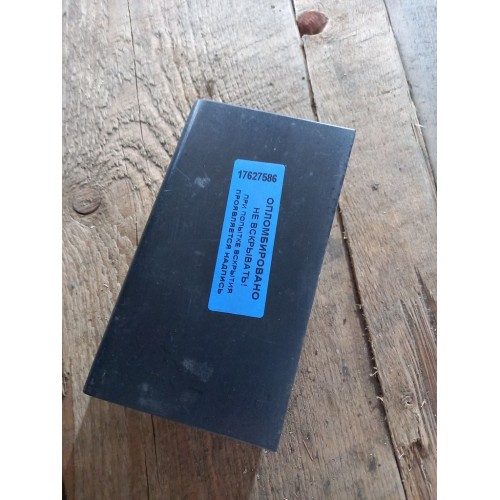 17627586
ОПЛОМБИРОВАНО
НЕ ВСКРЫВАТЬ!
ПРИ ПОПЫТКЕ ВСКРЫТИЯ
ПРОЯВЛЯЕТСЯ НАДПИСЬ